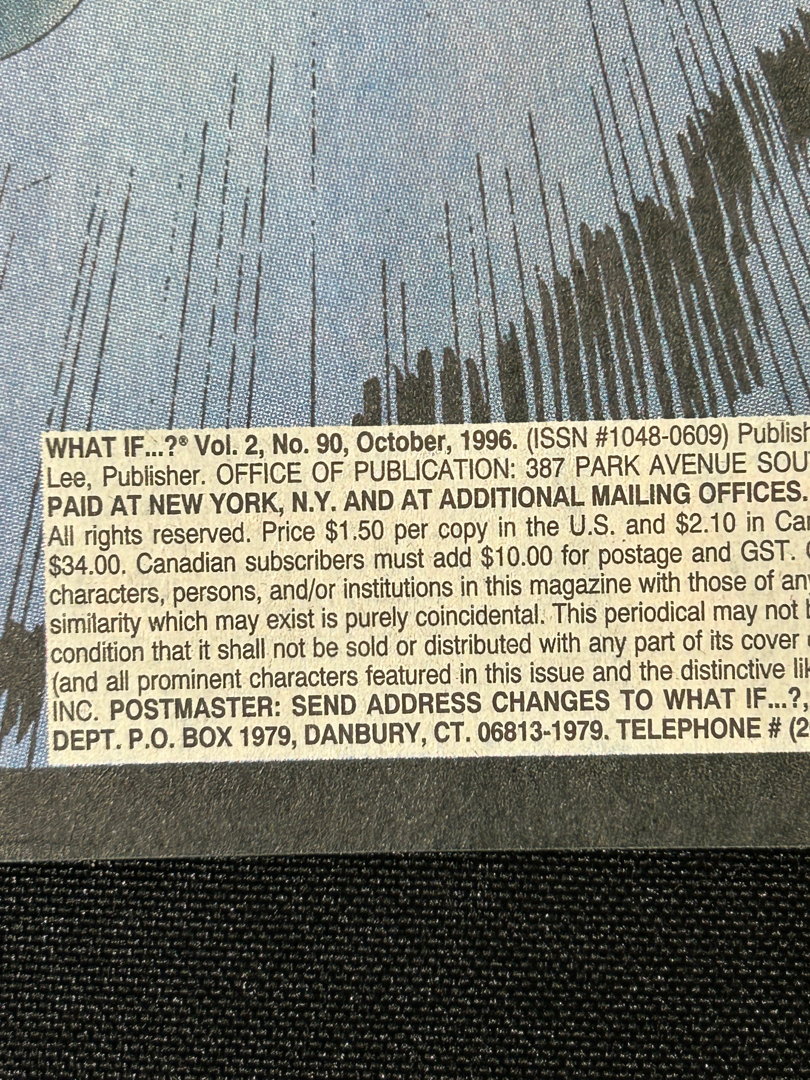 WHAT IF...?® Vol. 2, No. 90, October, 1996. (ISSN #1048-0609) Publish
Lee, Publisher. OFFICE OF PUBLICATION: 387 PARK AVENUE SOU
PAID AT NEW YORK, N.Y. AND AT ADDITIONAL MAILING OFFICES.
All rights reserved. Price $1.50 per copy in the U.S. and $2.10 in Ca
$34.00. Canadian subscribers must add $10.00 for postage and GST.
characters, persons, and/or institutions in this magazine with those of any
similarity which may exist is purely coincidental. This periodical may not b
condition that it shall not be sold or distributed with any part of its cover
(and all prominent characters featured in this issue and the distinctive lik
INC. POSTMASTER: SEND ADDRESS CHANGES TO WHAT IF...?,
DEPT. P.O. BOX 1979, DANBURY, CT. 06813-1979. TELEPHONE # (2